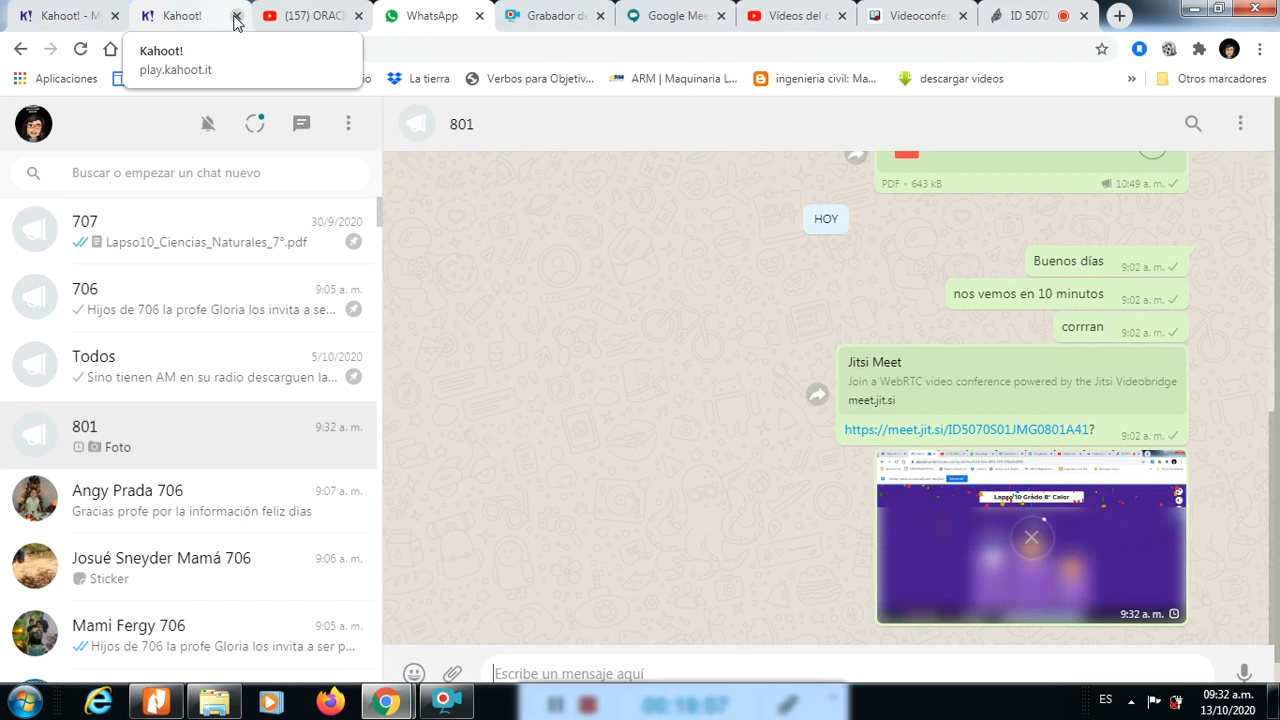 Kahoot! - My
Kahoot!
(157) ORACI
WhatsApp
Grabador de
Google Mee
Vídeos del c
Videoconfer
ID 5070
Kahoot!
play.kahoot.it
Aplicaciones
La tierra
Verbos para Objetiv...
ARM | Maquinaria L...
ingenieria civil: Ma...
descargar videos
»
Otros marcadores
801
Buscar o empezar un chat nuevo
707
30/9/2020
Lapso10_Ciencias_Naturales_7°.pdf
706
9:05 a. m.
Hijos de 706 la profe Gloria los invita a se...
Todos
5/10/2020
Sino tienen AM en su radio descarguen la...
801
9:32 a. m.
Foto
Angy Prada 706
9:07 a. m.
Gracias profe por la información feliz días
Josué Sneyder Mamá 706
9:06 a. m.
Sticker
Mami Fergy 706
9:05 a. m.
Hijos de 706 la profe Gloria los invita a ser p...
PDF • 643 kB
10:49 a. m.
HOY
Buenos días
9:02 a. m.
nos vemos en 10 minutos
9:02 a. m.
corrran
9:02 a. m.
Jitsi Meet
Join a WebRTC video conference powered by the Jitsi Videobridge
meet.jit.si
https://meet.jit.si/ID5070S01JMG0801A41?
9:02 a. m.
Lapso 10 Grado 8° Calor
9:32 a. m.
Escribe un mensaje aquí
00:19:07
ES
09:32 a.m.
13/10/2020